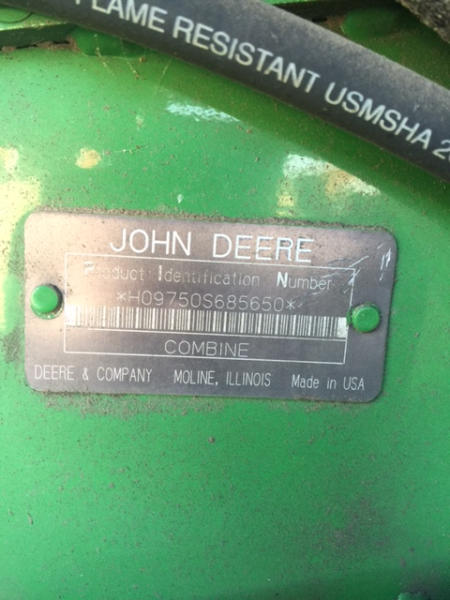 FLAME RESISTANT USMSHA 2
JOHN DEERE
Product Identification Number
*H09750S685650*
COMBINE
DEERE & COMPANY MOLINE, ILLINOIS Made in USA